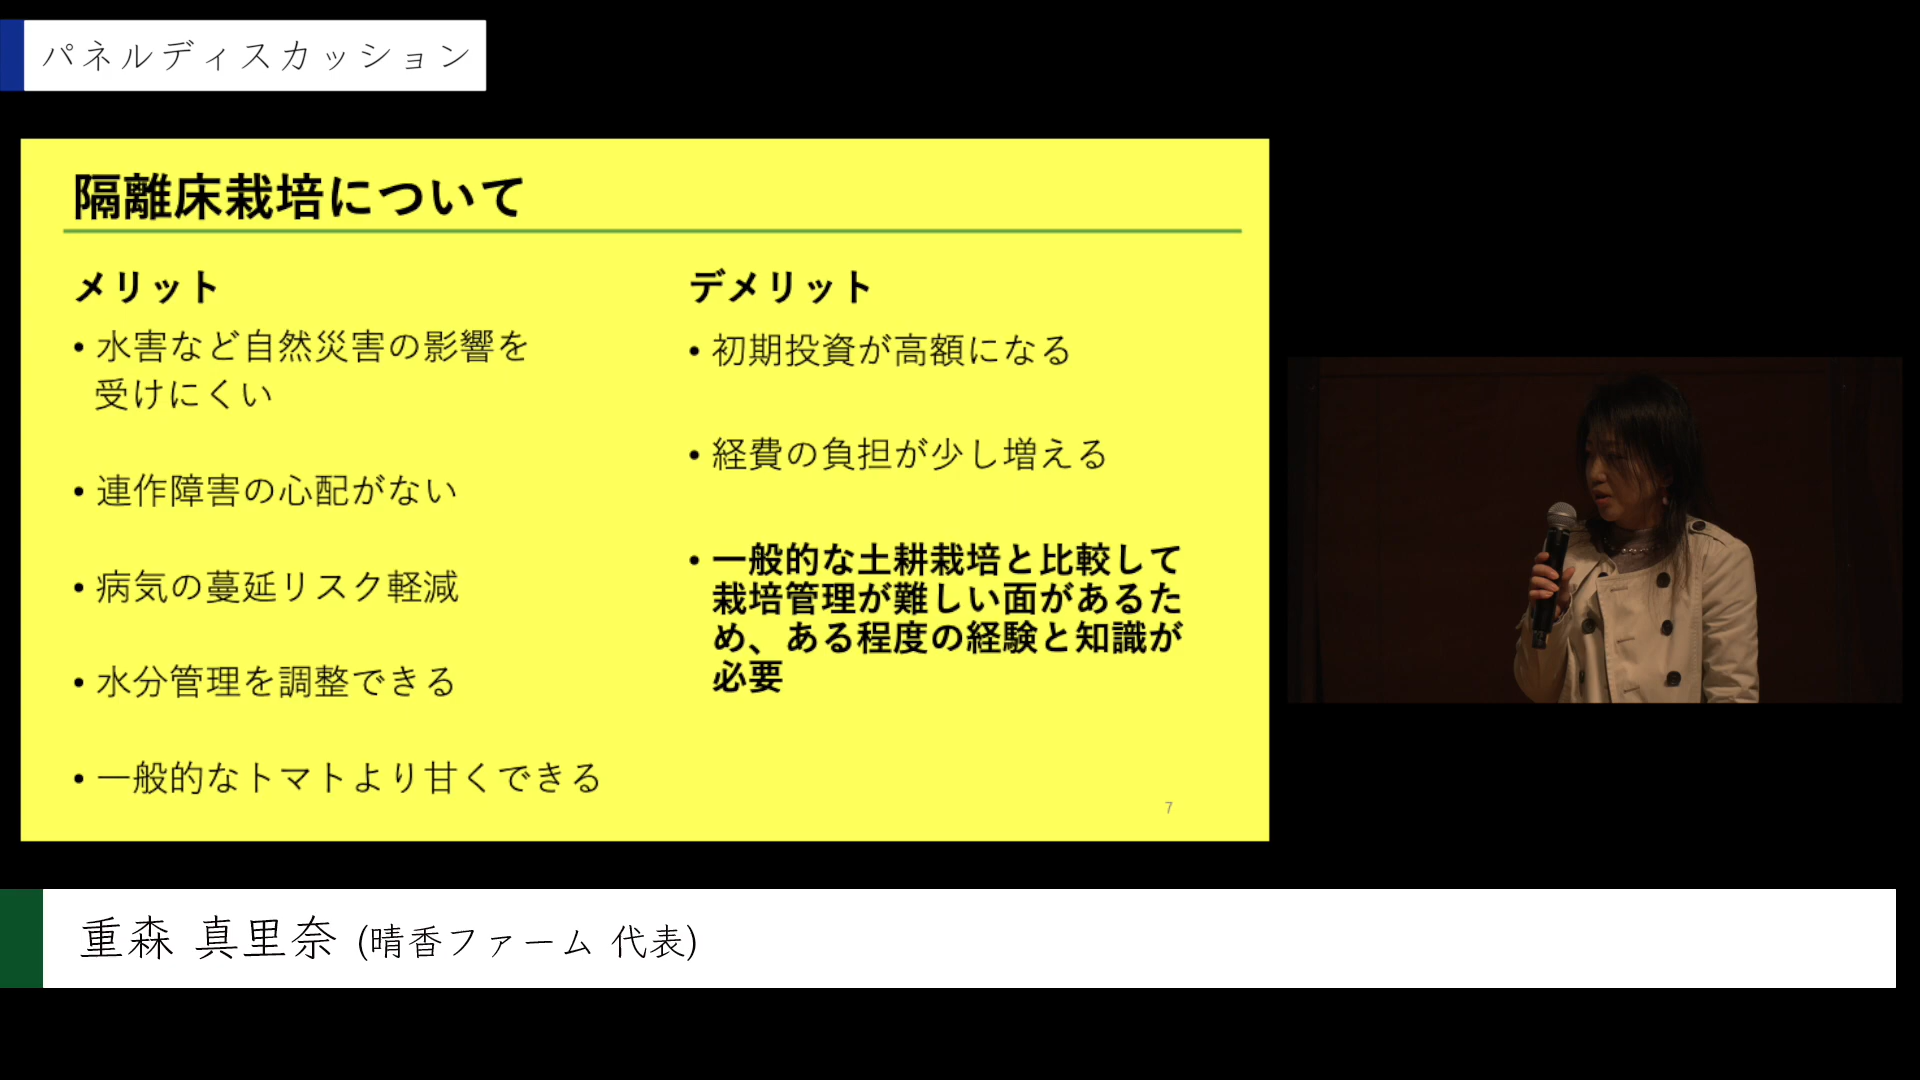 パネルディスカッション
隔離床栽培について
メリット
• 水害など自然災害の影響を
受けにくい
• 連作障害の心配がない
• 病気の蔓延リスク軽減
• 水分管理を調整できる
• 一般的なトマトより甘くできる
デメリット
• 初期投資が高額になる
• 経費の負担が少し増える
• 一般的な土耕栽培と比較して
栽培管理が難しい面があるた
め、ある程度の経験と知識が
必要
7
重森 真里奈 (晴香ファーム 代表)